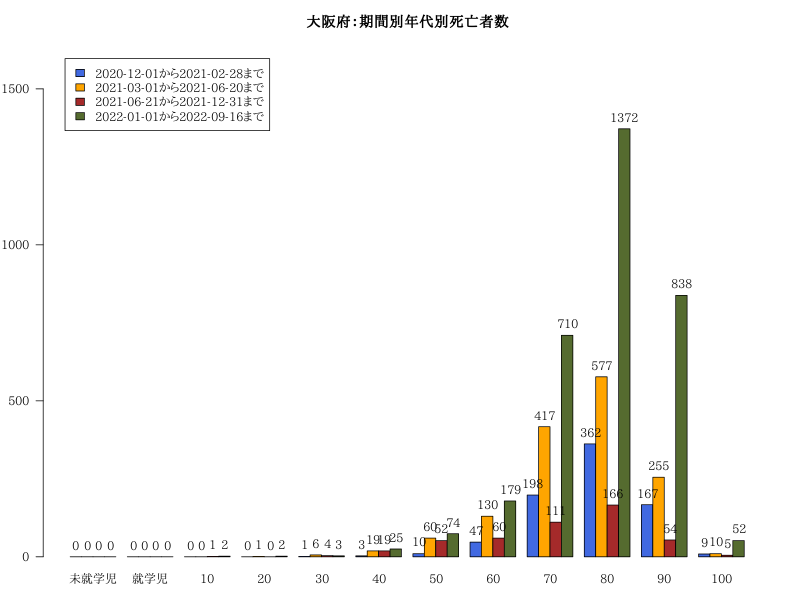 大阪府：期間別年代別死亡者数
2020-12-01から2021-02-28まで
2021-03-01から2021-06-20まで
2021-06-21から2021-12-31まで
2022-01-01から2022-09-16まで
1500
1000
500
0
0 0 0 0
0 0 0 0
0 0 1 2
0 1 0 2
1 6 4 3
3 19 19 25
10 60 52 74
47 130 60 179
198 417 111 710
362 577 166 1372
167 255 54 838
9 10 5 52
未就学児 就学児 10 20 30 40 50 60 70 80 90 100